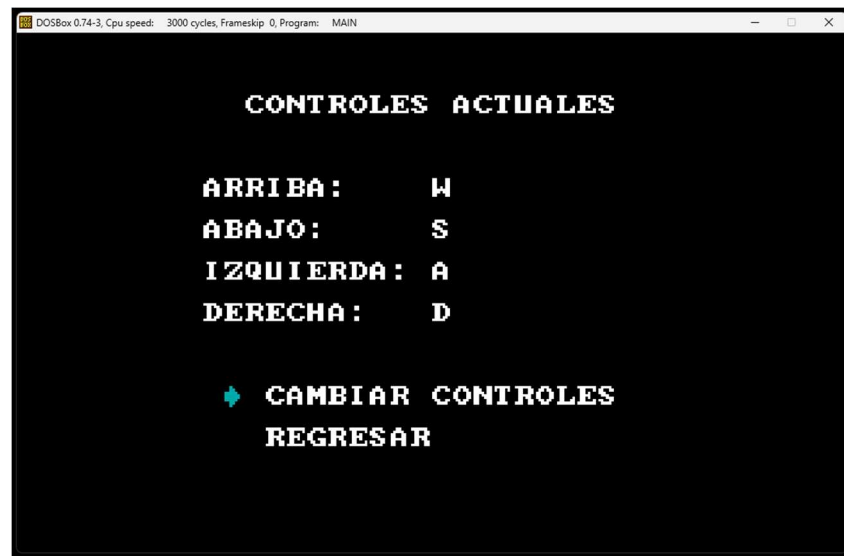 DOSBox 0.74-3, Cpu speed: 3000 cycles, Frameskip 0, Program: MAIN
CONTROLES ACTUALES
ARRIBA: W
ABAJO: S
IZQUIERDA: A
DERECHA: D
CAMBIAR CONTROLES
REGRESAR